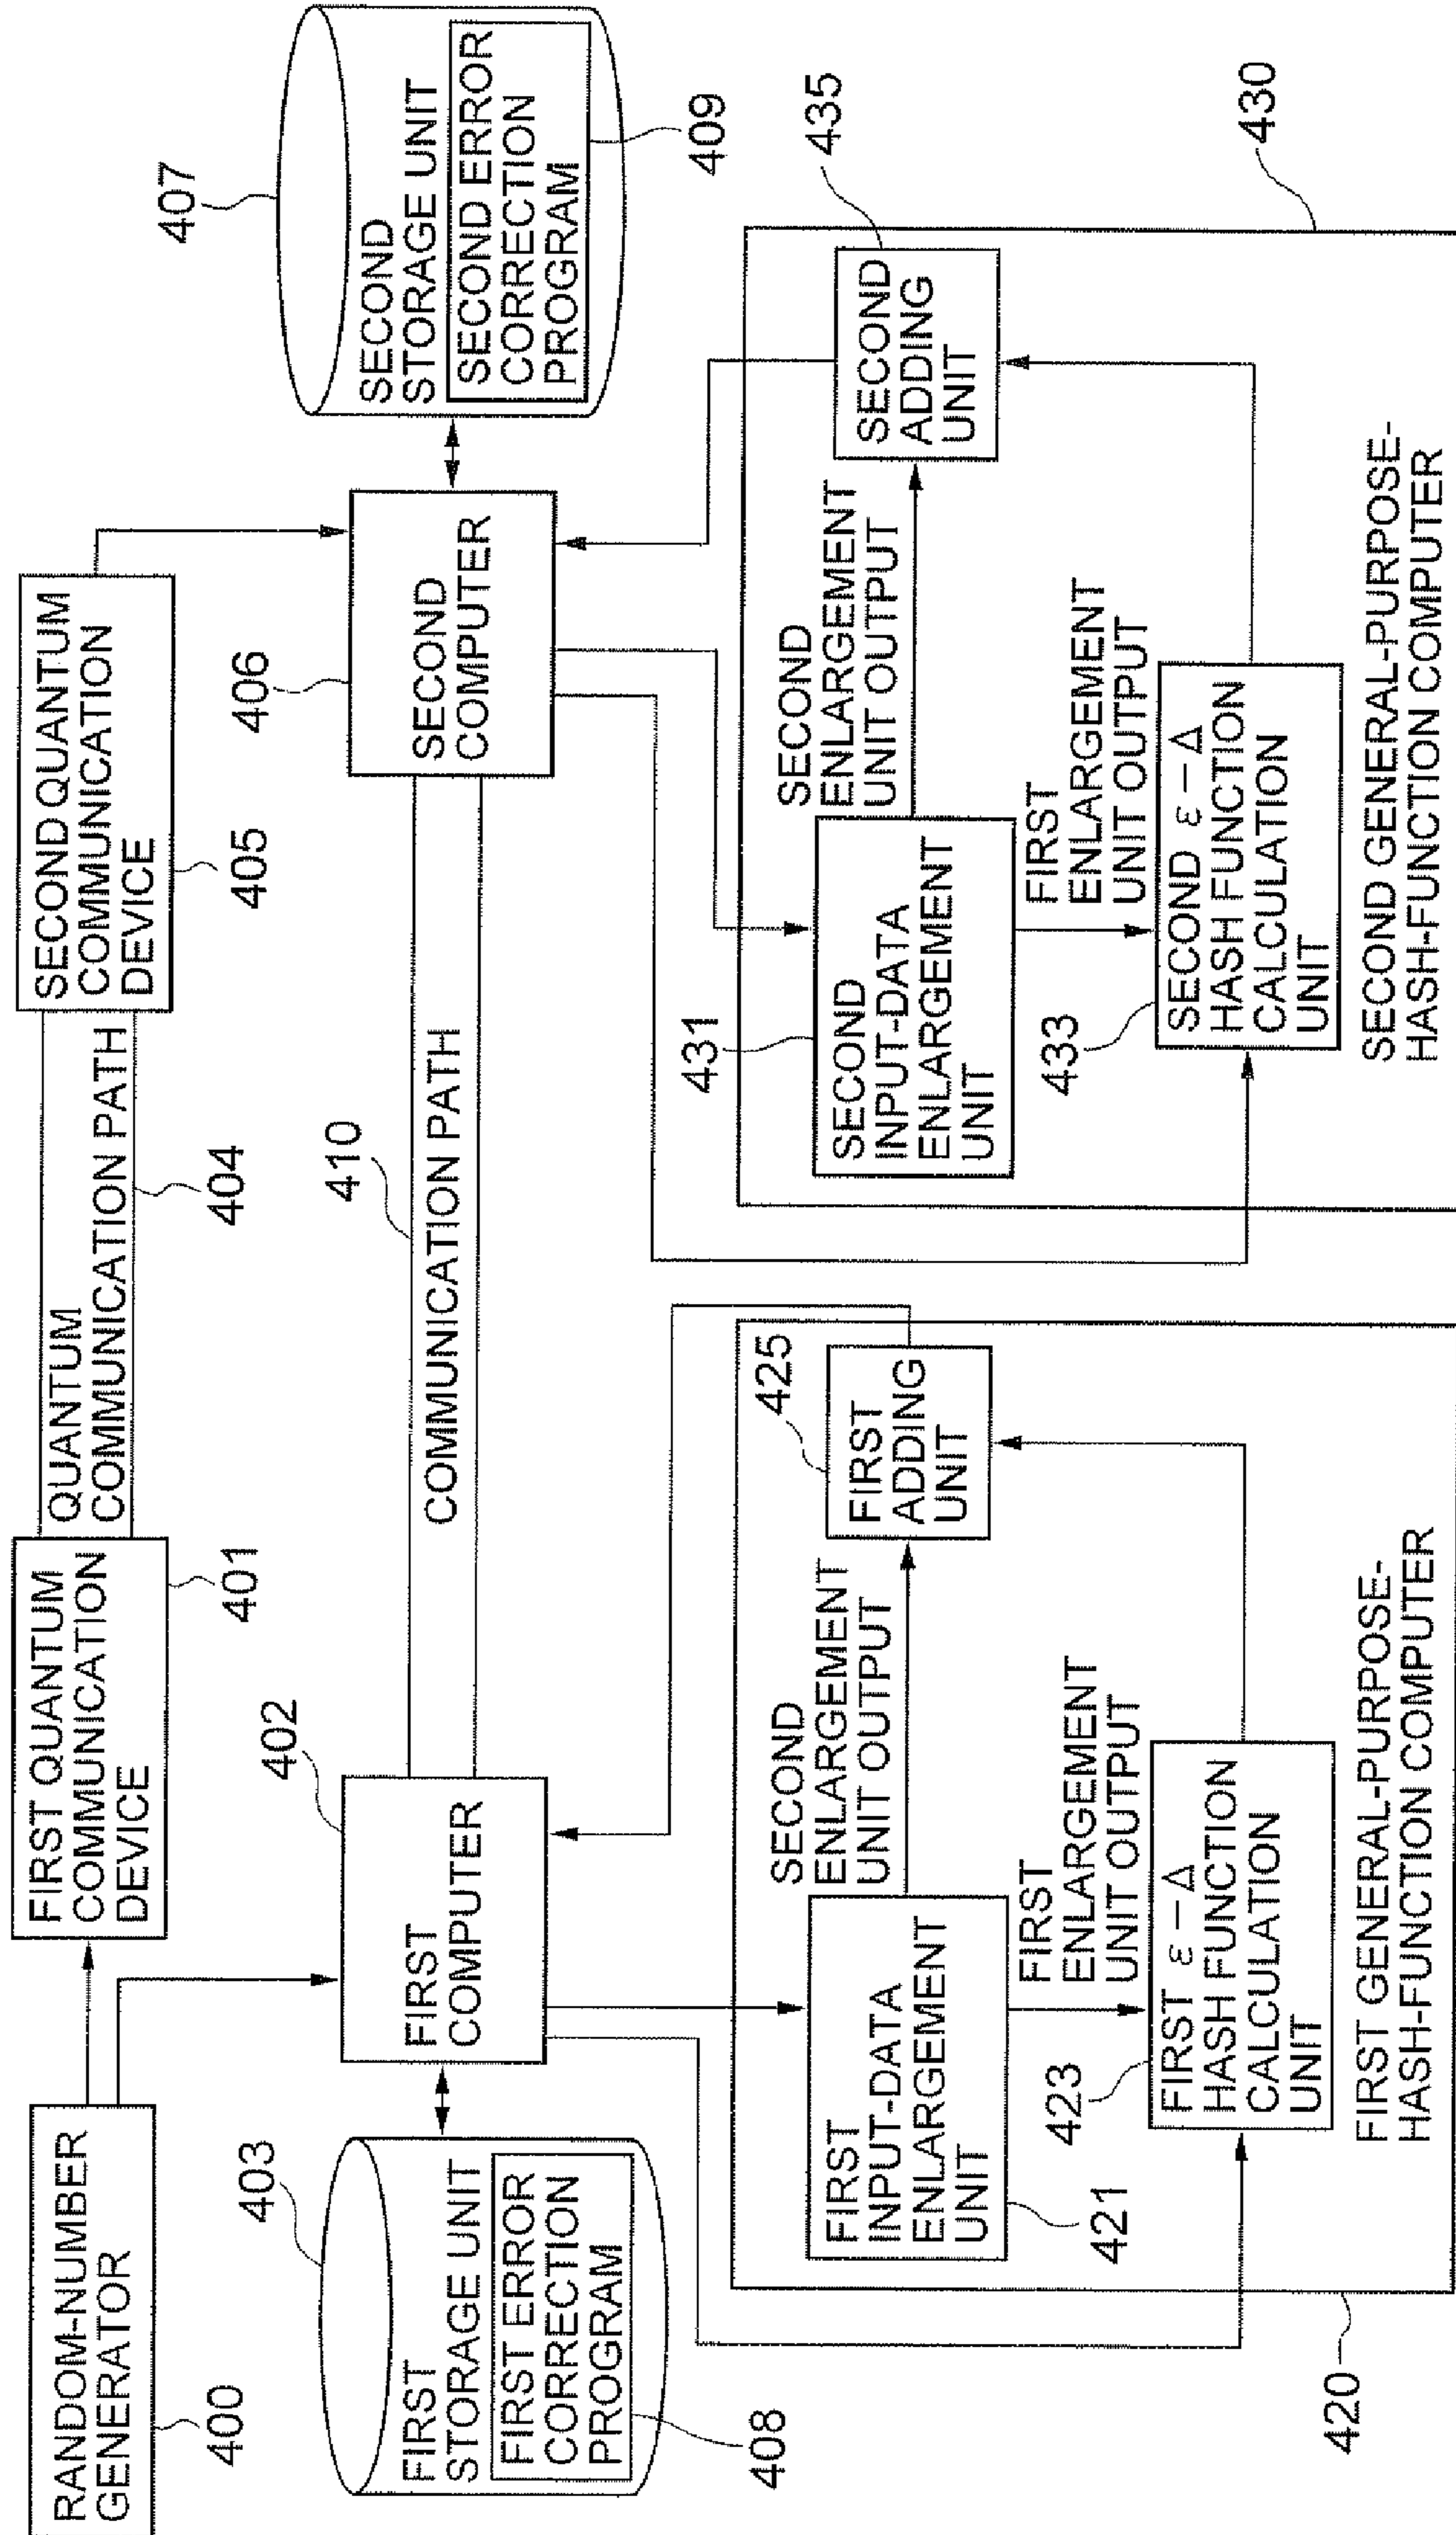 RANDOM-NUMBER
GENERATOR
400
FIRST QUANTUM
COMMUNICATION
DEVICE
401
QUANTUM
COMMUNICATION PATH
404
SECOND QUANTUM
COMMUNICATION
DEVICE
405
403
FIRST
STORAGE UNIT
FIRST ERROR
CORRECTION
PROGRAM
408
402
FIRST
COMPUTER
410
COMMUNICATION PATH
406
SECOND
COMPUTER
407
SECOND
STORAGE UNIT
SECOND ERROR
CORRECTION
PROGRAM
409
FIRST
INPUT-DATA
ENLARGEMENT
UNIT
421
SECOND
ENLARGEMENT
UNIT OUTPUT
425
FIRST
ADDING
UNIT
FIRST
ENLARGEMENT
UNIT OUTPUT
423
FIRST ε-Δ
HASH FUNCTION
CALCULATION
UNIT
FIRST GENERAL-PURPOSE-
HASH-FUNCTION COMPUTER
420
431
SECOND
INPUT-DATA
ENLARGEMENT
UNIT
SECOND
ENLARGEMENT
UNIT OUTPUT
SECOND
ADDING
UNIT
435
FIRST
ENLARGEMENT
UNIT OUTPUT
433
SECOND ε-Δ
HASH FUNCTION
CALCULATION
UNIT
SECOND GENERAL-PURPOSE-
HASH-FUNCTION COMPUTER
430